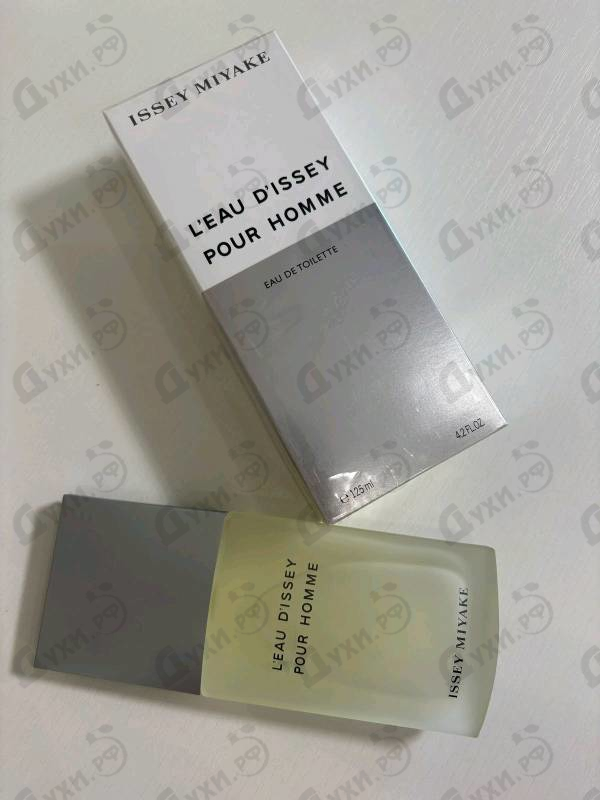 ISSEY MIYAKE
L'EAU D'ISSEY
POUR HOMME
EAU DE TOILETTE
℮ 125 ml
4.2 FL.OZ
L'EAU D'ISSEY
POUR HOMME
ISSEY MIYAKE
Духи.РФ